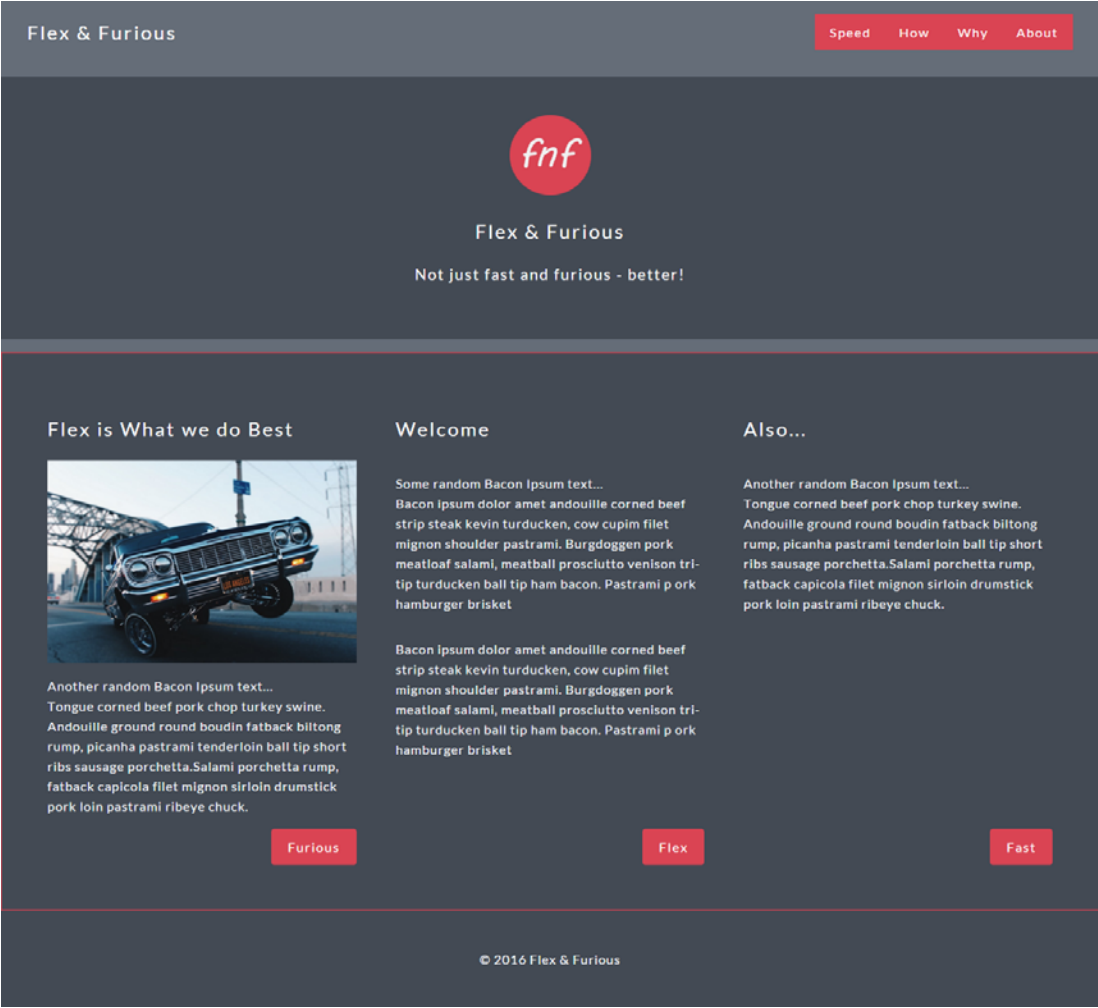 Flex & Furious
Speed How Why About
fnf
Flex & Furious
Not just fast and furious - better!
Flex is What we do Best
LOS ANGELES
Another random Bacon Ipsum text...
Tongue corned beef pork chop turkey swine.
Andouille ground round boudin fatback biltong
rump, picanha pastrami tenderloin ball tip short
ribs sausage porchetta.Salami porchetta rump,
fatback capicola filet mignon sirloin drumstick
pork loin pastrami ribeye chuck.
Furious
Welcome
Some random Bacon Ipsum text...
Bacon ipsum dolor amet andouille corned beef
strip steak kevin turducken, cow cupim filet
mignon shoulder pastrami. Burgdoggen pork
meatloaf salami, meatball prosciutto venison tri-
tip turducken ball tip ham bacon. Pastrami p ork
hamburger brisket
Bacon ipsum dolor amet andouille corned beef
strip steak kevin turducken, cow cupim filet
mignon shoulder pastrami. Burgdoggen pork
meatloaf salami, meatball prosciutto venison tri-
tip turducken ball tip ham bacon. Pastrami p ork
hamburger brisket
Flex
Also...
Another random Bacon Ipsum text...
Tongue corned beef pork chop turkey swine.
Andouille ground round boudin fatback biltong
rump, picanha pastrami tenderloin ball tip short
ribs sausage porchetta.Salami porchetta rump,
fatback capicola filet mignon sirloin drumstick
pork loin pastrami ribeye chuck.
Fast
© 2016 Flex & Furious